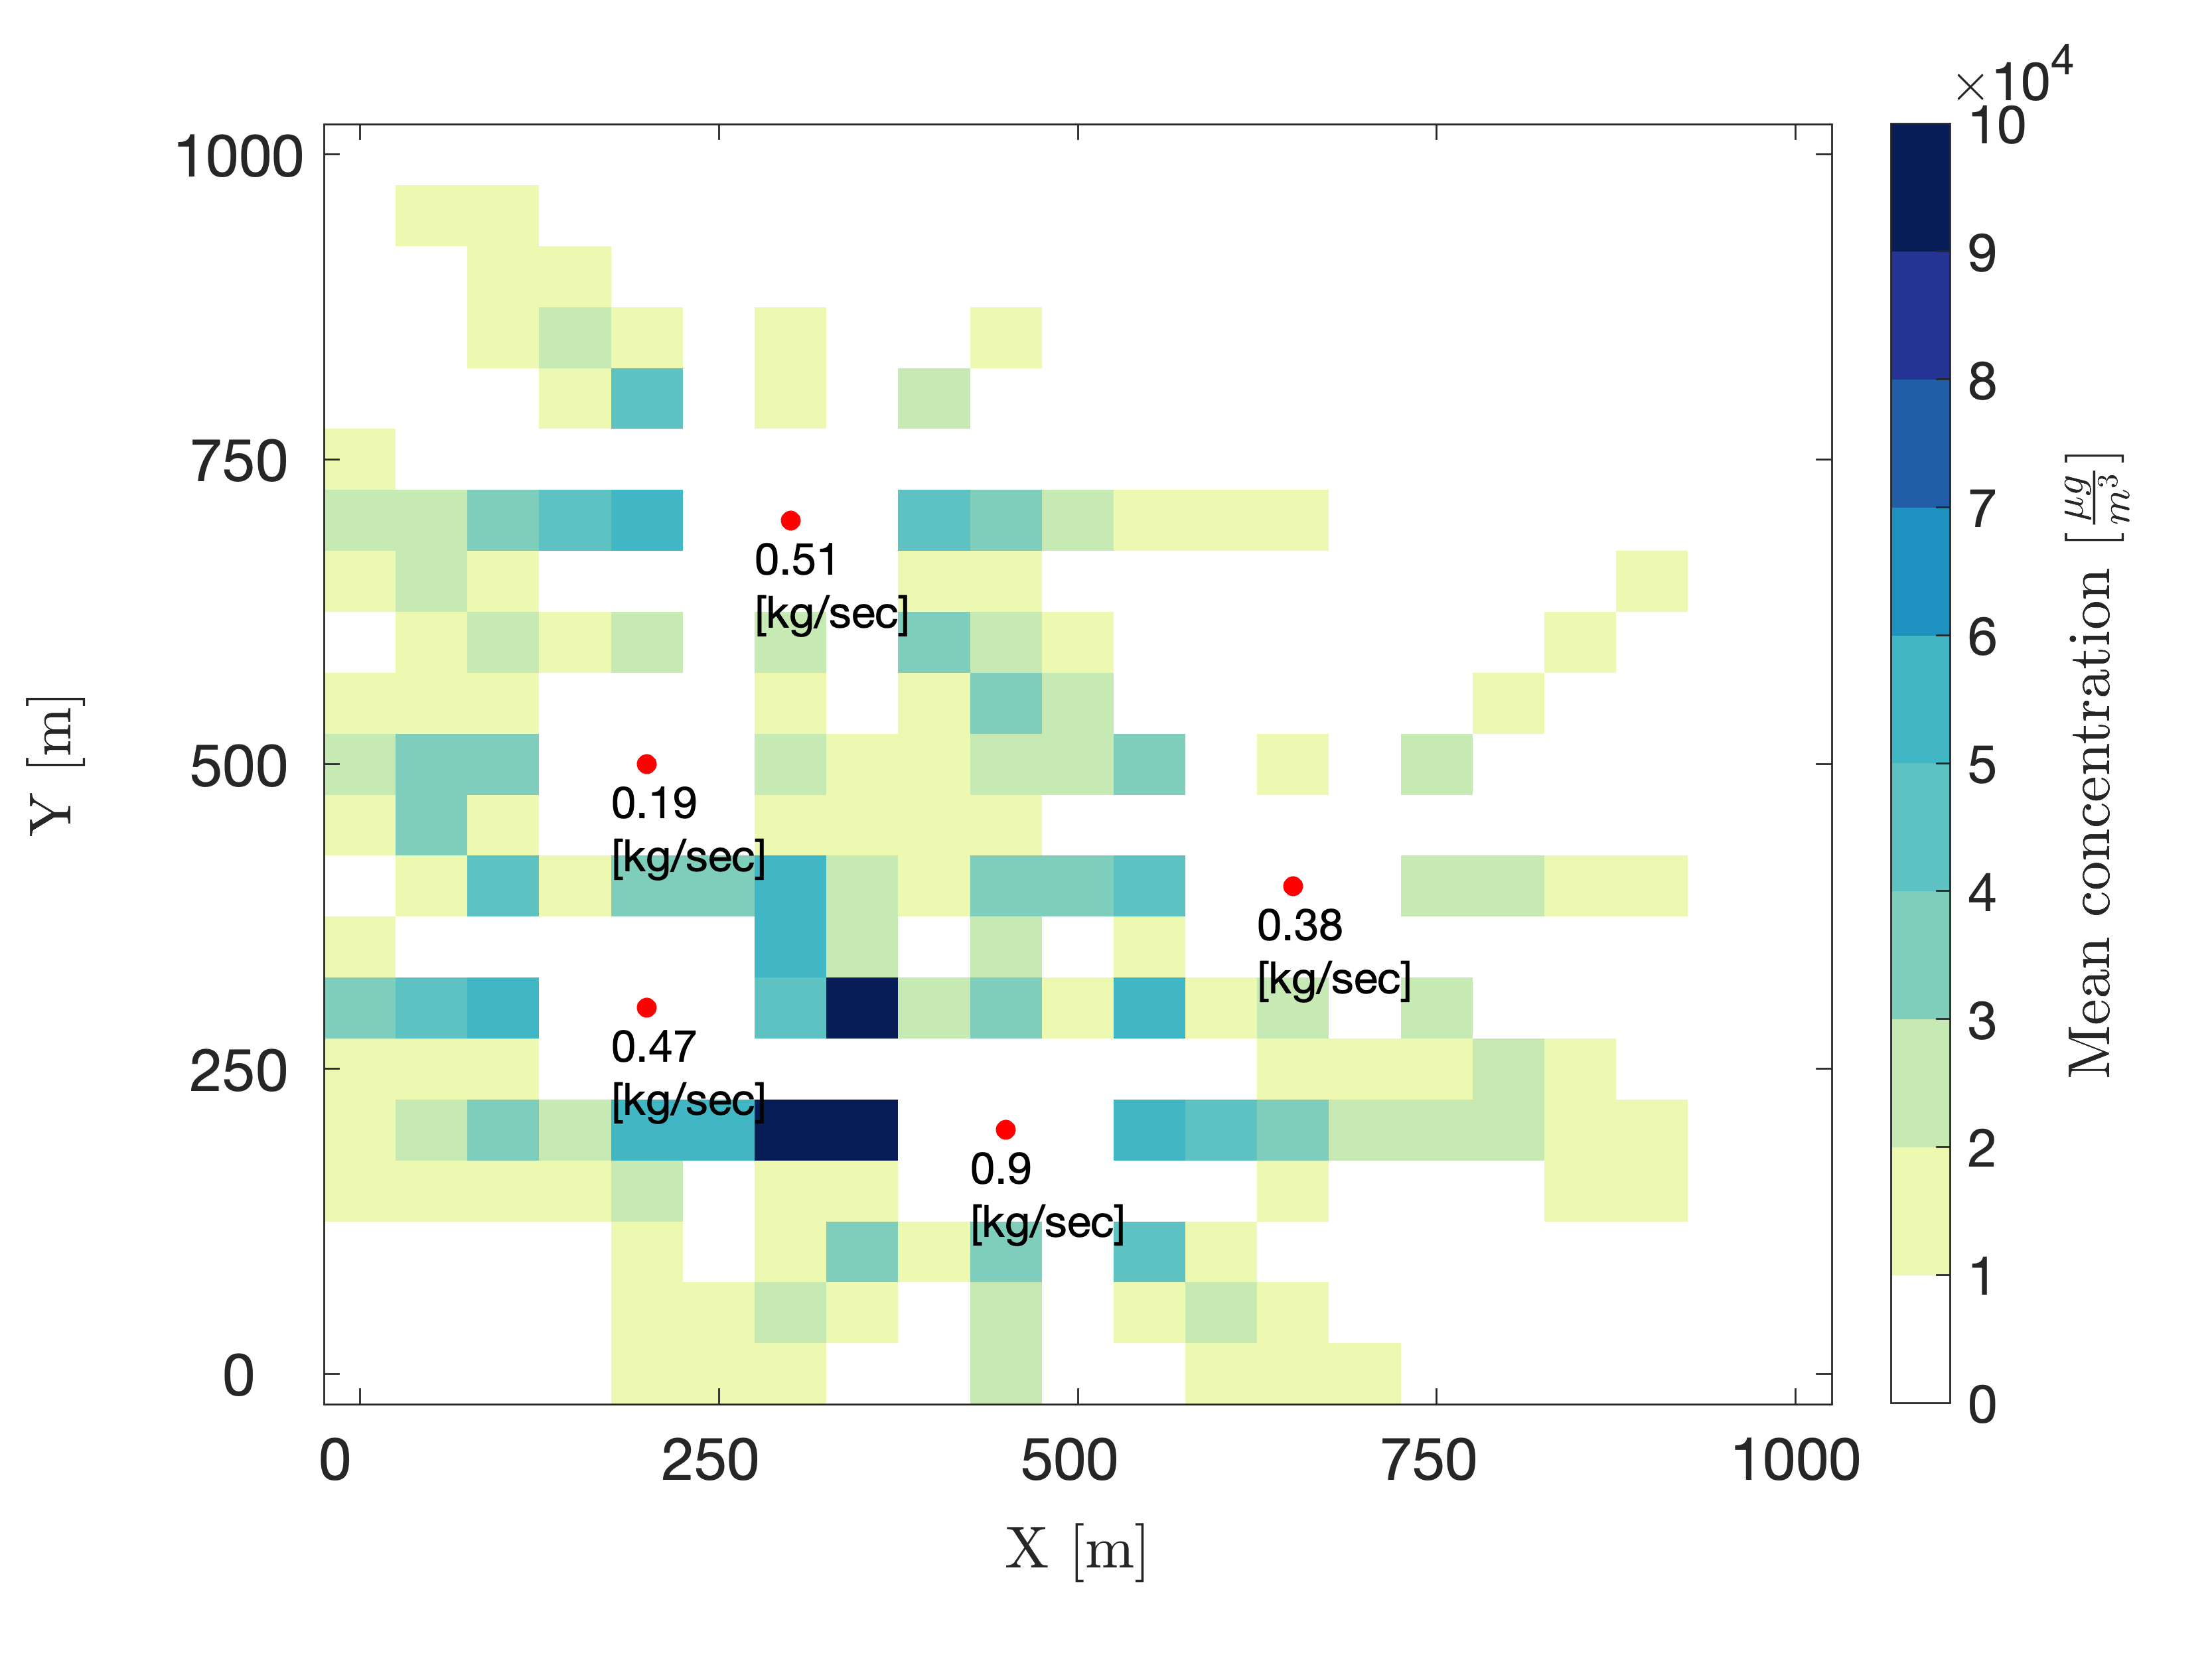 ×10⁴
1000
750
500
250
0
Y [m]
0.51
[kg/sec]
0.19
[kg/sec]
0.38
[kg/sec]
0.47
[kg/sec]
0.9
[kg/sec]
0 250 500 750 1000
X [m]
10
9
8
7
6
5
4
3
2
1
0
Mean concentration [μg/m³]